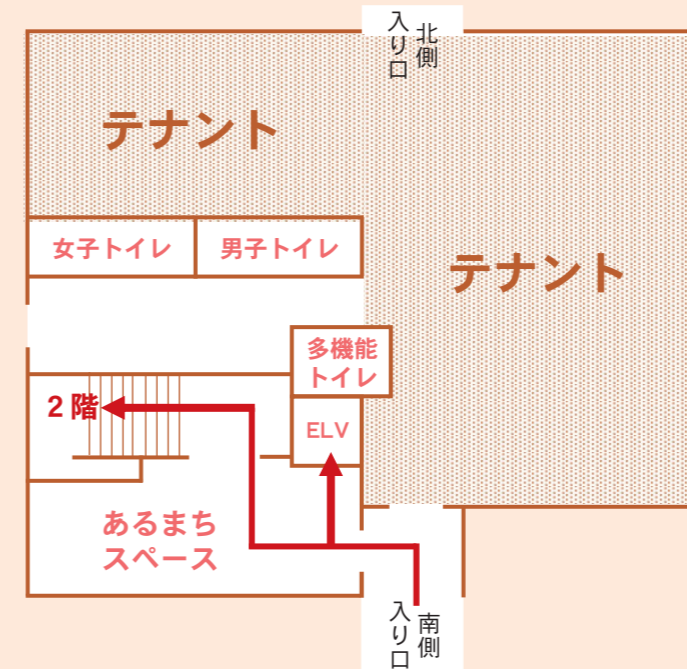 北側
入り口
テナント
女子トイレ
男子トイレ
テナント
多機能
トイレ
2階
ELV
あるまち
スペース
南側
入り口